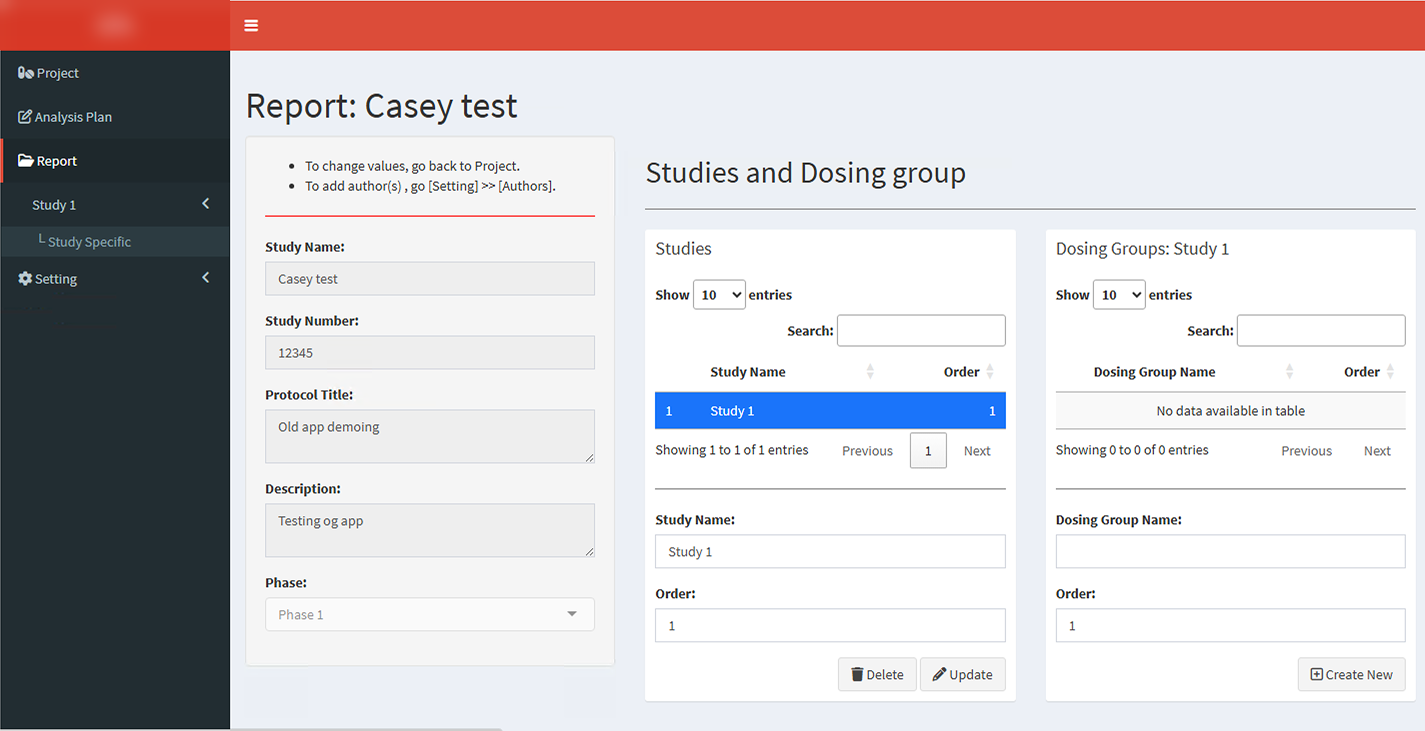 Project
Analysis Plan
Report
Study 1
Study Specific
Setting
Report: Casey test
• To change values, go back to Project.
• To add author(s) , go [Setting] >> [Authors].
Study Name:
Casey test
Study Number:
12345
Protocol Title:
Old app demoing
Description:
Testing og app
Phase:
Phase 1
Studies and Dosing group
Studies
Show 10 entries
Search:
Study Name Order
1 Study 1 1
Showing 1 to 1 of 1 entries Previous 1 Next
Study Name:
Study 1
Order:
1
Delete Update
Dosing Groups: Study 1
Show 10 entries
Search:
Dosing Group Name Order
No data available in table
Showing 0 to 0 of 0 entries Previous Next
Dosing Group Name:
Order:
1
Create New